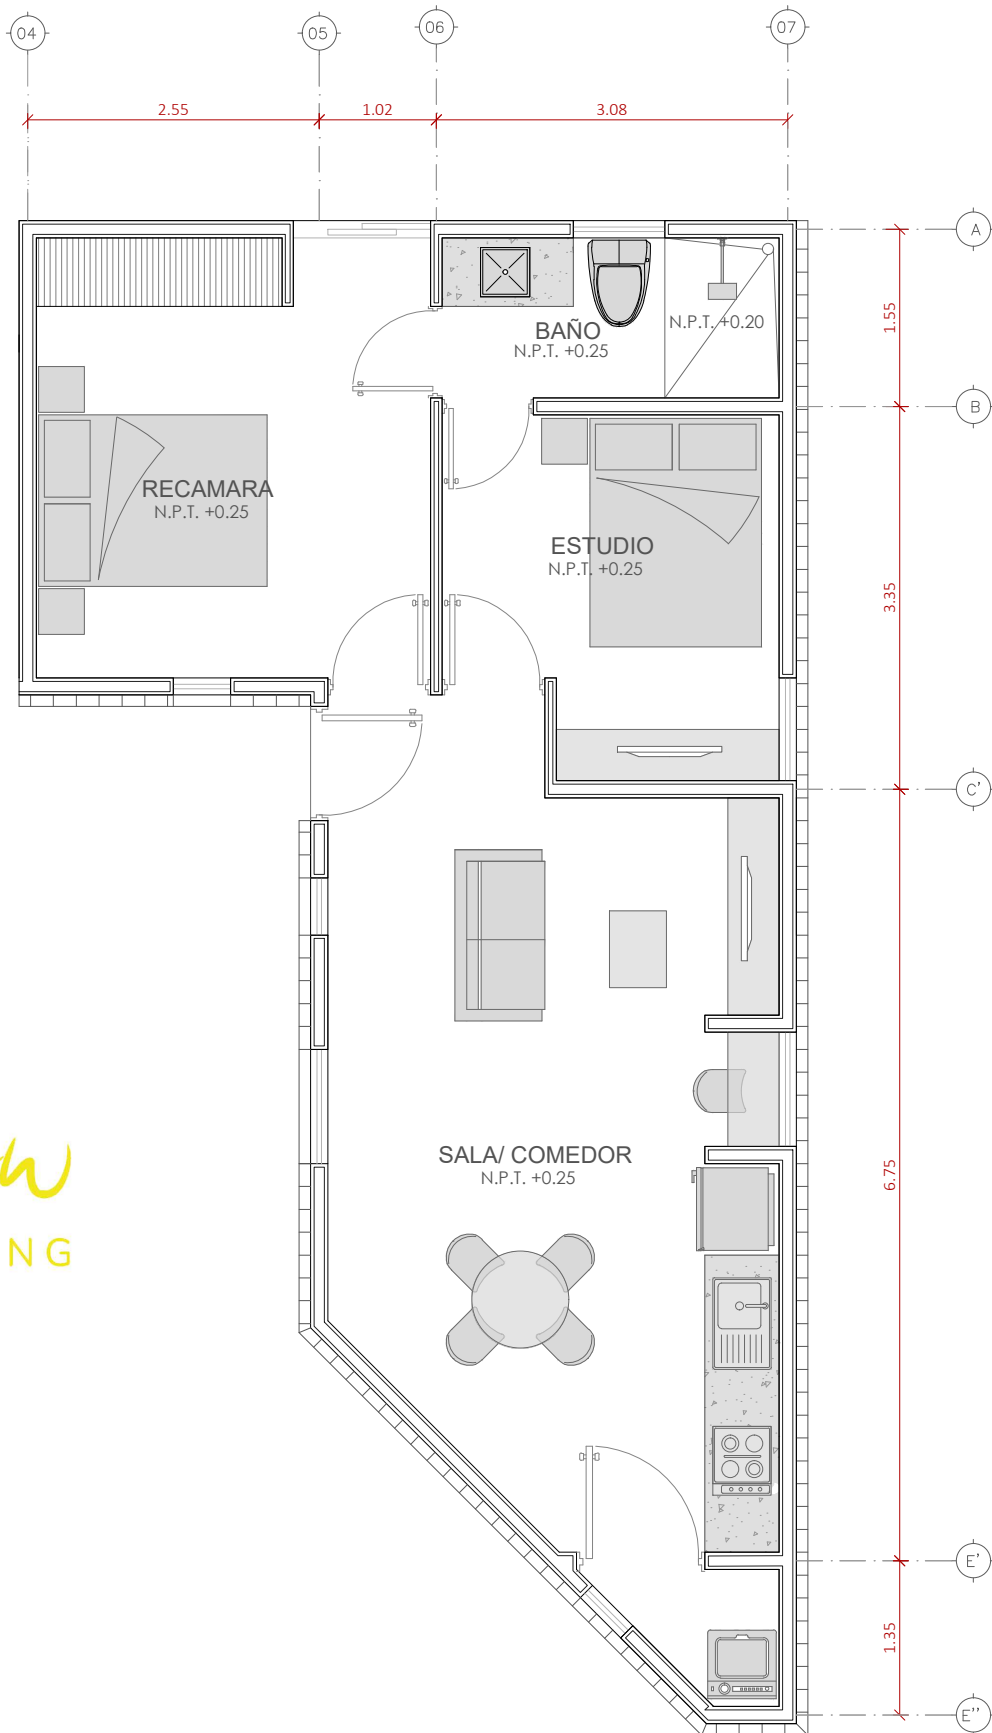 04
05
06
07
2.55
1.02
3.08
A
1.55
BAÑO
N.P.T. +0.25
N.P.T. +0.20
B
RECAMARA
N.P.T. +0.25
ESTUDIO
N.P.T. +0.25
3.35
C'
SALA/ COMEDOR
N.P.T. +0.25
6.75
W
NG
E'
1.35
E''